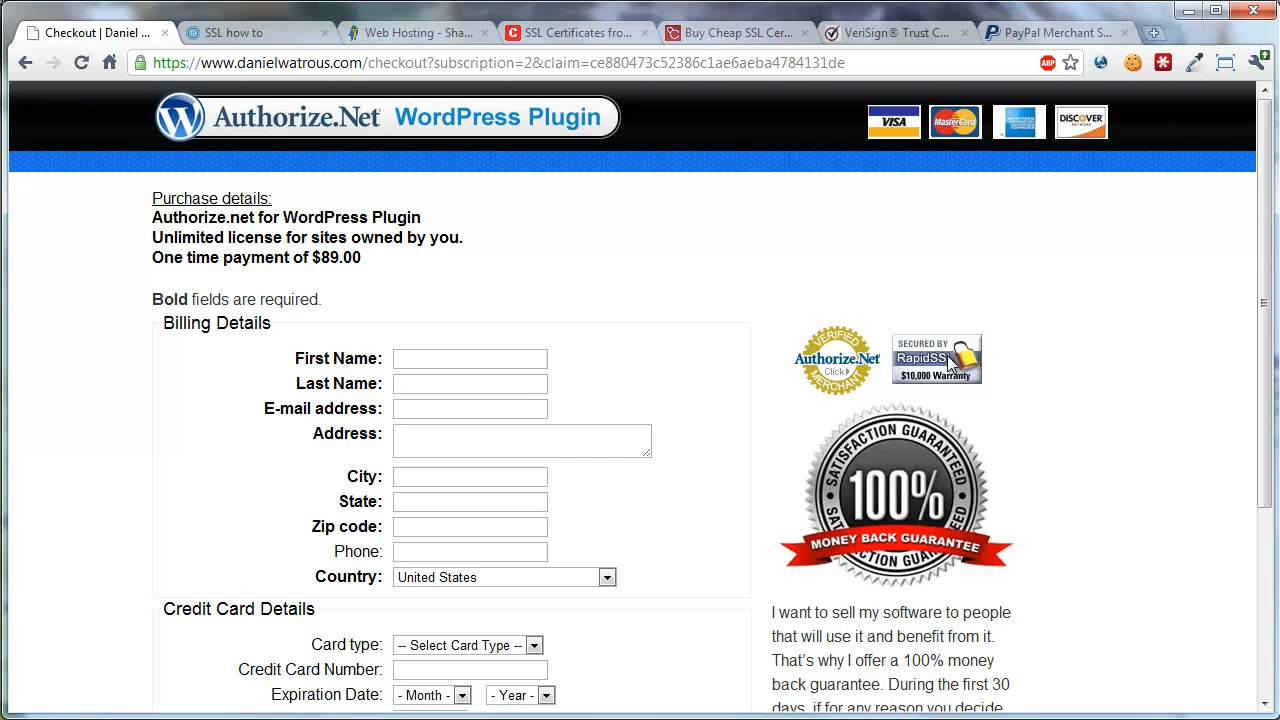 Checkout | Daniel ...
SSL how to
Web Hosting - Sha...
SSL Certificates fro...
Buy Cheap SSL Cer...
VeriSign® Trust C...
PayPal Merchant S...
https://www.danielwatrous.com/checkout?subscription=2&claim=ce880473c52386c1ae6aeba4784131de
ABP
Authorize.Net WordPress Plugin
VISA
MasterCard
AMERICAN EXPRESS
DISCOVER
NETWORK
Purchase details:
Authorize.net for WordPress Plugin
Unlimited license for sites owned by you.
One time payment of $89.00
Bold fields are required.
Billing Details
First Name:
Last Name:
E-mail address:
Address:
City:
State:
Zip code:
Phone:
Country: United States
Credit Card Details
Card type: -- Select Card Type --
Credit Card Number:
Expiration Date: - Month - - Year -
VERIFIED
Authorize.Net
Click
MERCHANT
SECURED BY
RapidSS
$10,000 Warranty
SATISFACTION GUARANTEED
100%
MONEY BACK GUARANTEE
I want to sell my software to people
that will use it and benefit from it.
That's why I offer a 100% money
back guarantee. During the first 30
days, if for any reason you decide